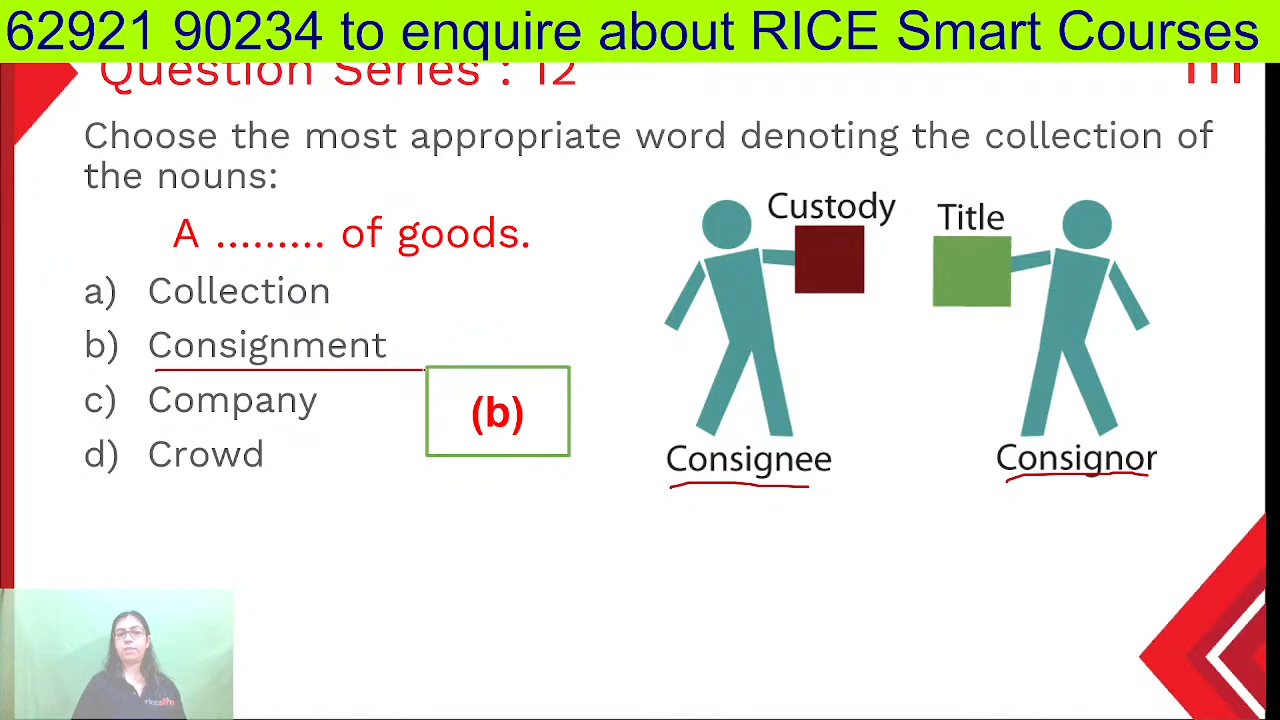 62921 90234 to enquire about RICE Smart Courses
Question Series : 12
Choose the most appropriate word denoting the collection of
the nouns:
A ......... of goods.
a) Collection
b) Consignment
c) Company
d) Crowd
(b)
Custody
Title
Consignee
Consignor